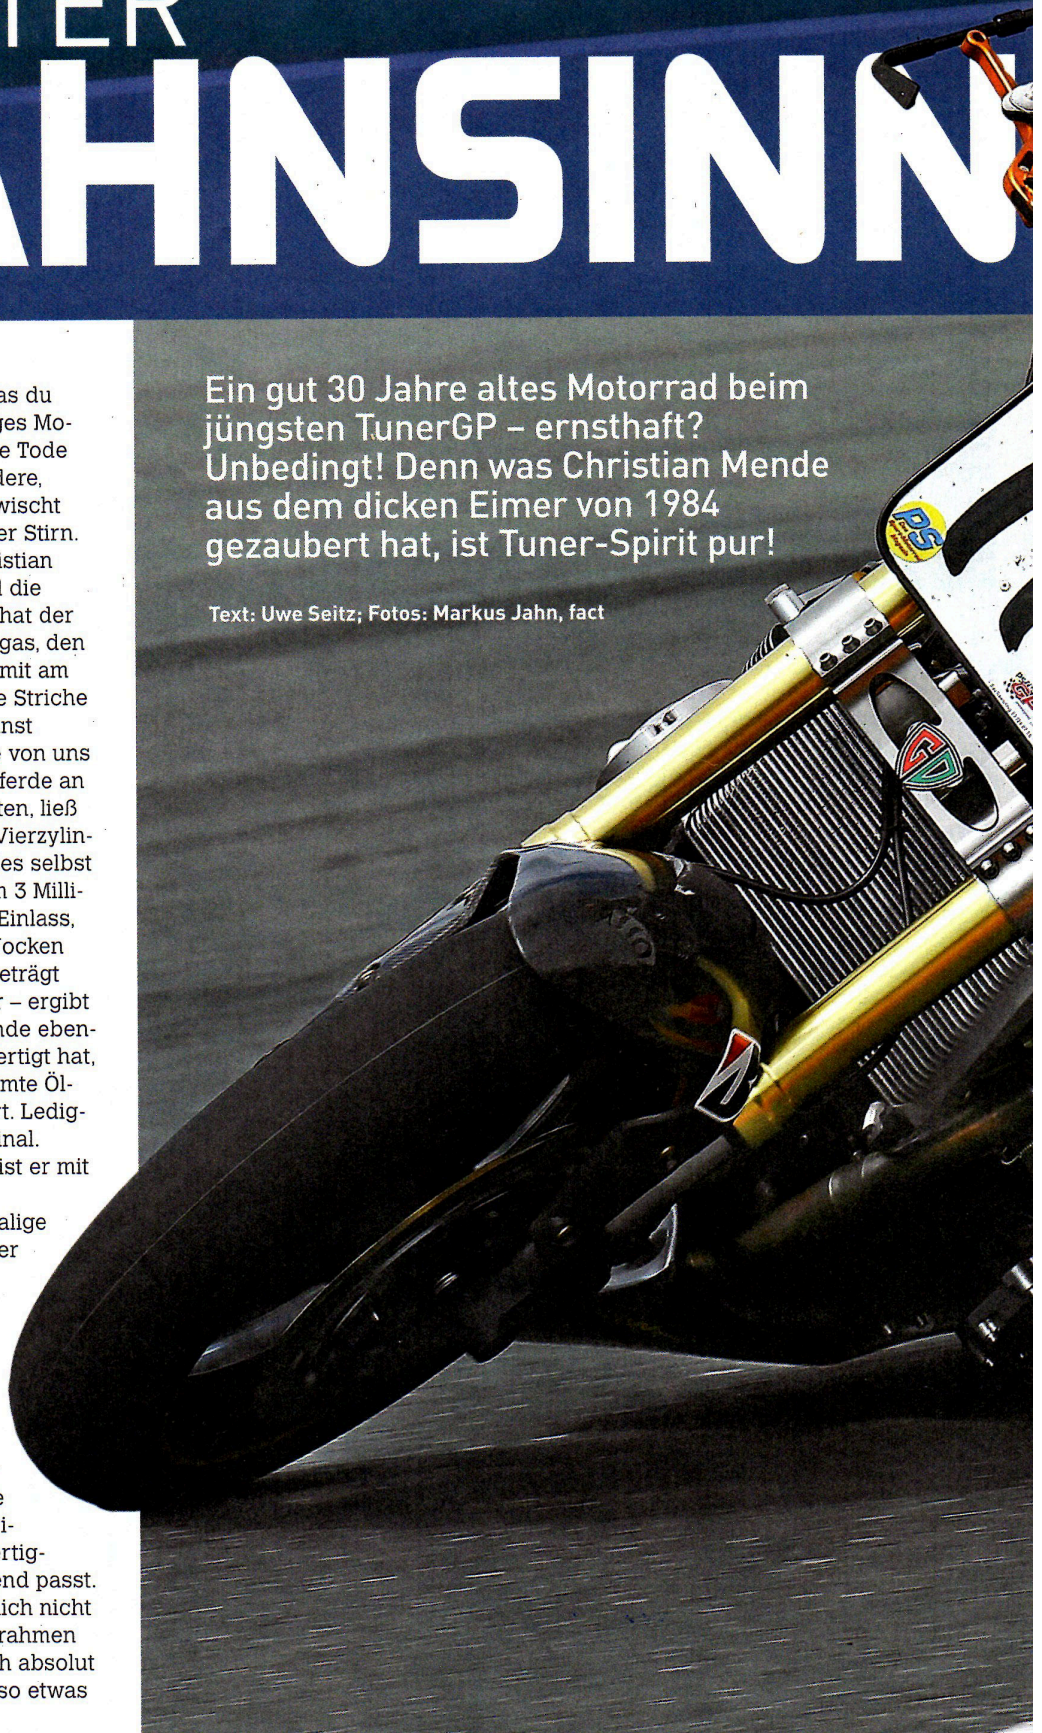 TER
AHNSINN
as du
ges Mo-
e Tode
dere,
wischt
er Stirn.
istian
l die
hat der
gas, den
mit am
e Striche
nst
e von uns
ferde an
ten, ließ
Vierzylin-
es selbst
n 3 Milli-
Einlass,
ocken
eträgt
r – ergibt
nde eben-
ertigt hat,
mte Öl-
rt. Ledig-
inal.
ist er mit
alige
er
e
i-
ertig-
end passt.
lich nicht
rahmen
h absolut
so etwas
Ein gut 30 Jahre altes Motorrad beim
jüngsten TunerGP – ernsthaft?
Unbedingt! Denn was Christian Mende
aus dem dicken Eimer von 1984
gezaubert hat, ist Tuner-Spirit pur!
Text: Uwe Seitz; Fotos: Markus Jahn, fact
PS
GD